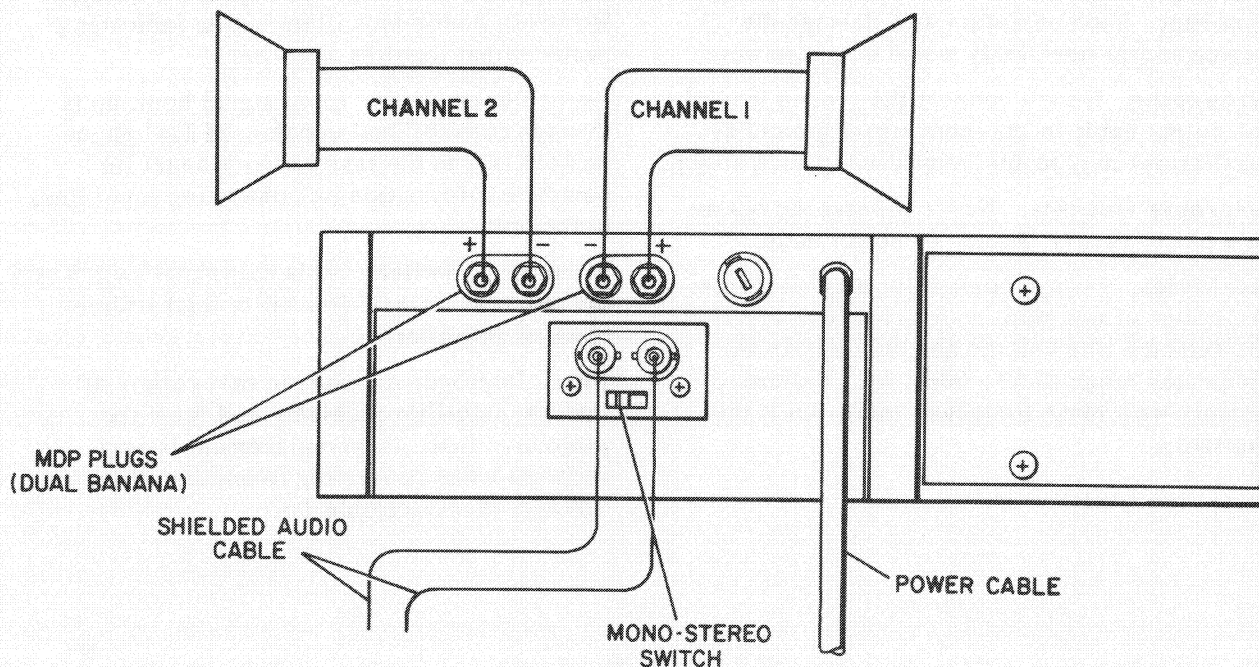 CHANNEL 2
CHANNEL 1
+ - - +
MDP PLUGS
(DUAL BANANA)
SHIELDED AUDIO
CABLE
POWER CABLE
MONO-STEREO
SWITCH